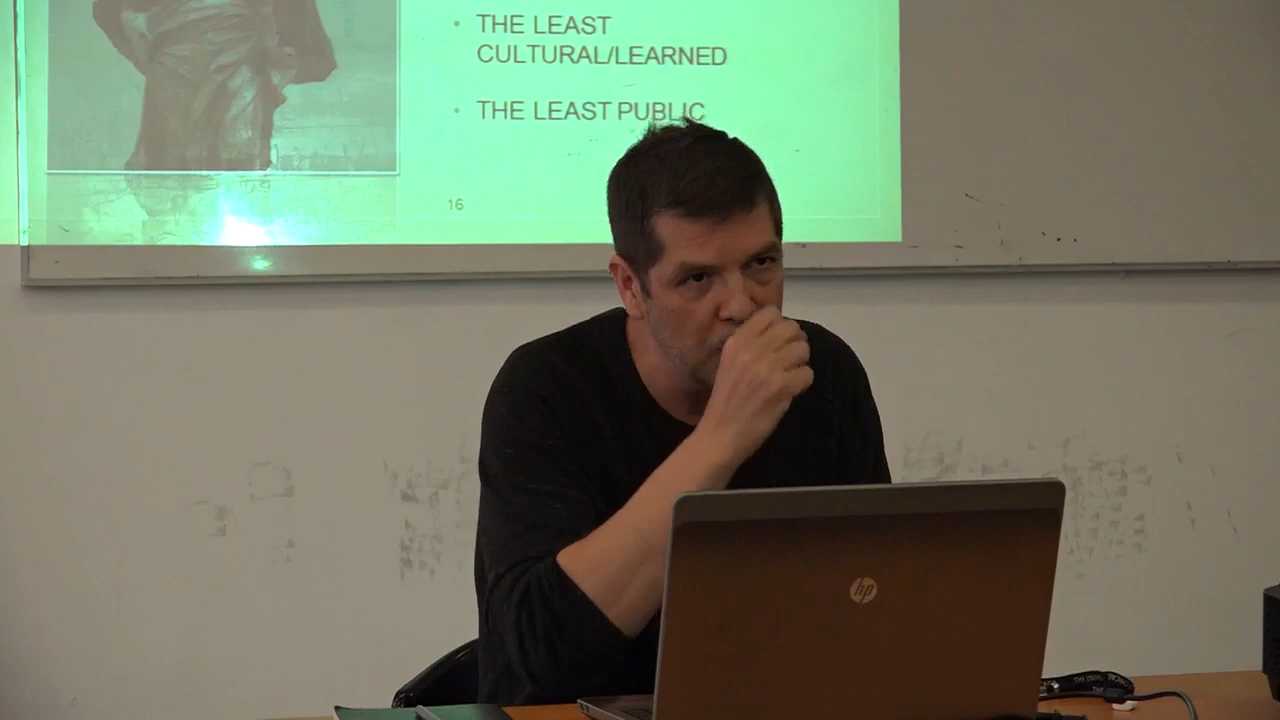 THE LEAST
CULTURAL/LEARNED
THE LEAST PUBLIC
16
hp